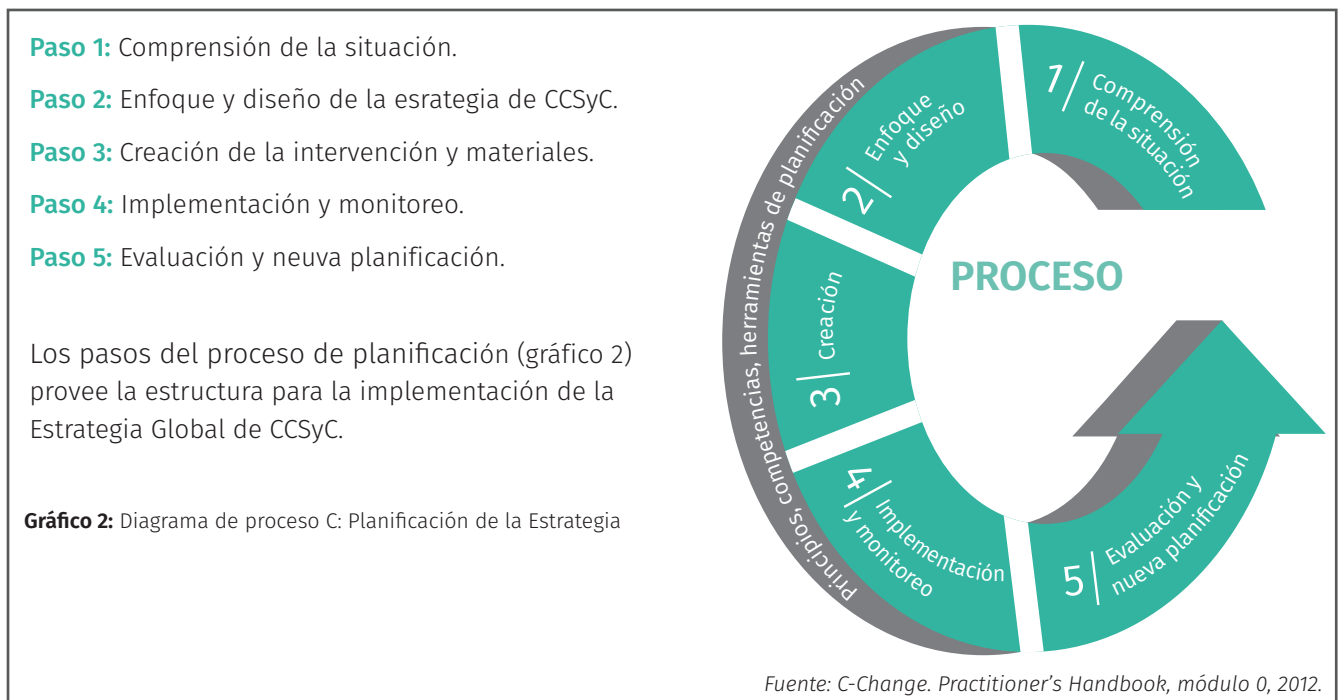 Paso 1: Comprensión de la situación.
Paso 2: Enfoque y diseño de la esrategia de CCSyC.
Paso 3: Creación de la intervención y materiales.
Paso 4: Implementación y monitoreo.
Paso 5: Evaluación y neuva planificación.
Los pasos del proceso de planificación (gráfico 2)
provee la estructura para la implementación de la
Estrategia Global de CCSyC.
Gráfico 2: Diagrama de proceso C: Planificación de la Estrategia
Principios, competencias, herramientas de planificación
1
Comprensión
de la situación
2
Enfoque
y diseño
3
Creación
4
Implementación
y monitoreo
5
Evaluación y
nueva planificación
PROCESO
Fuente: C-Change. Practitioner's Handbook, módulo 0, 2012.